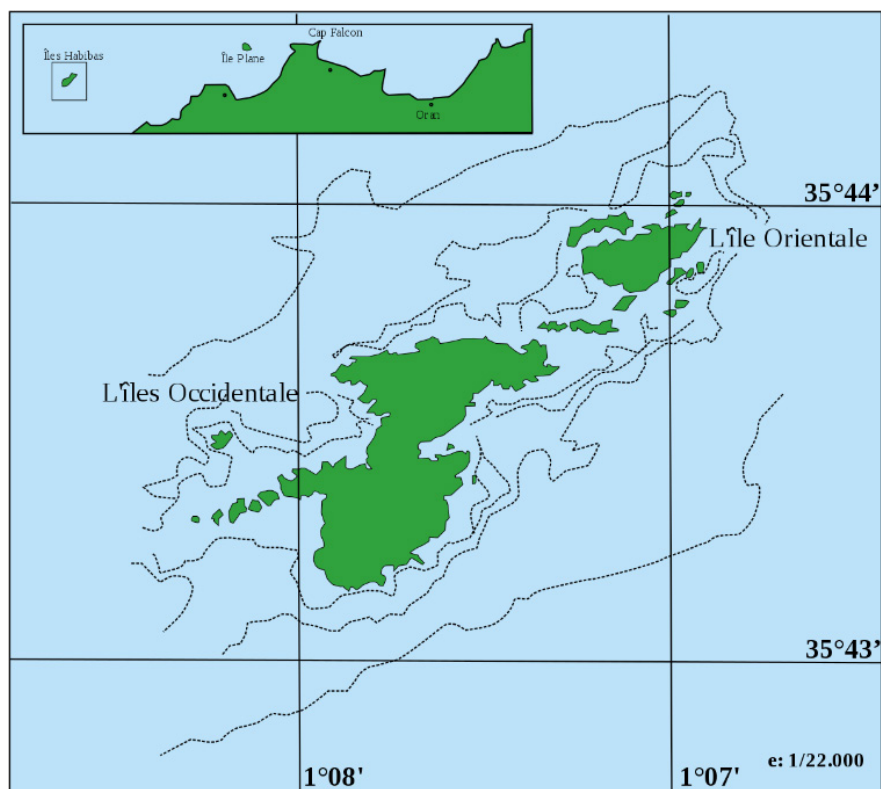 Cap Falcon
Îles Habibas
Île Plane
Oran
35°44’
L’île Orientale
L’îles Occidentale
35°43’
e: 1/22.000
1°08'
1°07'